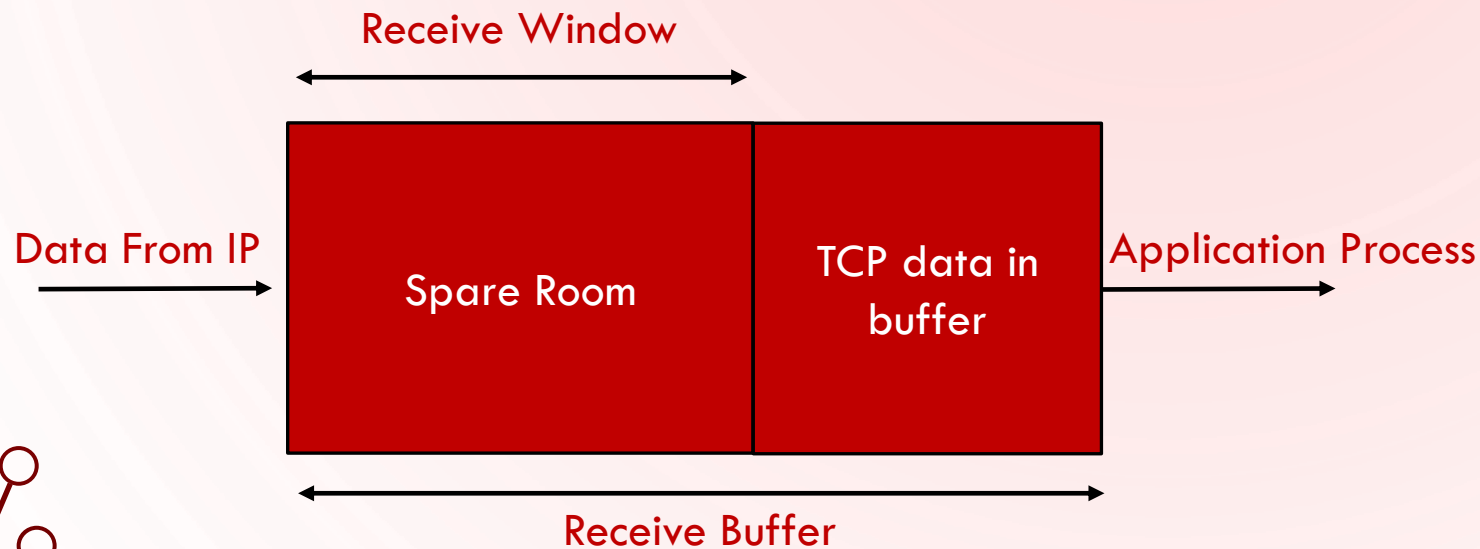 Receive Window
Data From IP
Spare Room
TCP data in
buffer
Application Process
Receive Buffer